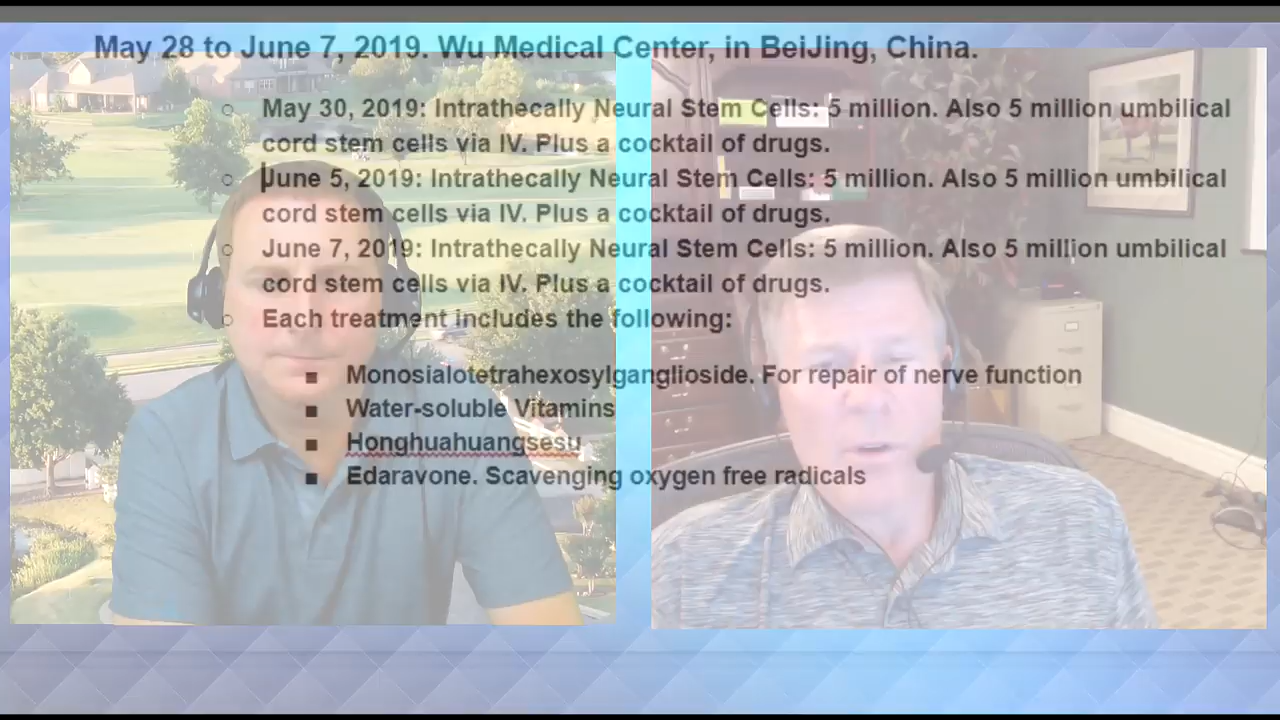 May 28 to June 7, 2019. Wu Medical Center, in BeiJing, China.
○ May 30, 2019: Intrathecally Neural Stem Cells: 5 million. Also 5 million umbilical
cord stem cells via IV. Plus a cocktail of drugs.
○ June 5, 2019: Intrathecally Neural Stem Cells: 5 million. Also 5 million umbilical
cord stem cells via IV. Plus a cocktail of drugs.
○ June 7, 2019: Intrathecally Neural Stem Cells: 5 million. Also 5 million umbilical
cord stem cells via IV. Plus a cocktail of drugs.
○ Each treatment includes the following:
■ Monosialotetrahexosylganglioside. For repair of nerve function
■ Water-soluble Vitamins
■ Honghuahuangsesu
■ Edaravone. Scavenging oxygen free radicals